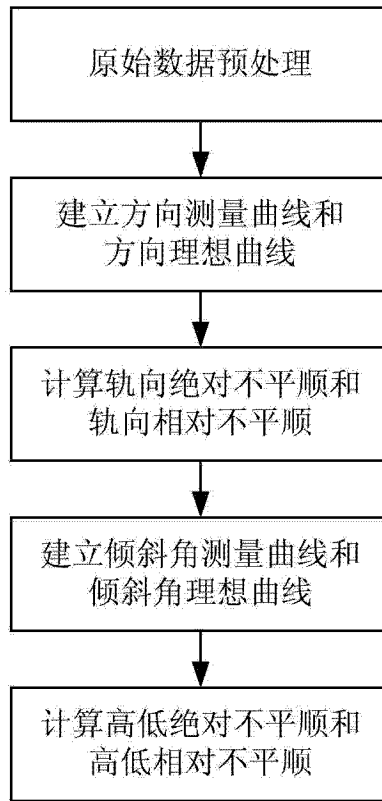 原始数据预处理
建立方向测量曲线和
方向理想曲线
计算轨向绝对不平顺和
轨向相对不平顺
建立倾斜角测量曲线和
倾斜角理想曲线
计算高低绝对不平顺和
高低相对不平顺